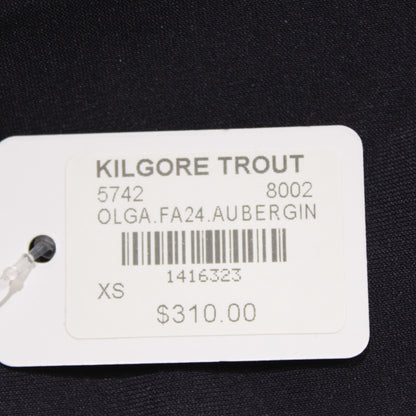 KILGORE TROUT
5742 8002
OLGA.FA24.AUBERGIN
1416323
XS
$310.00